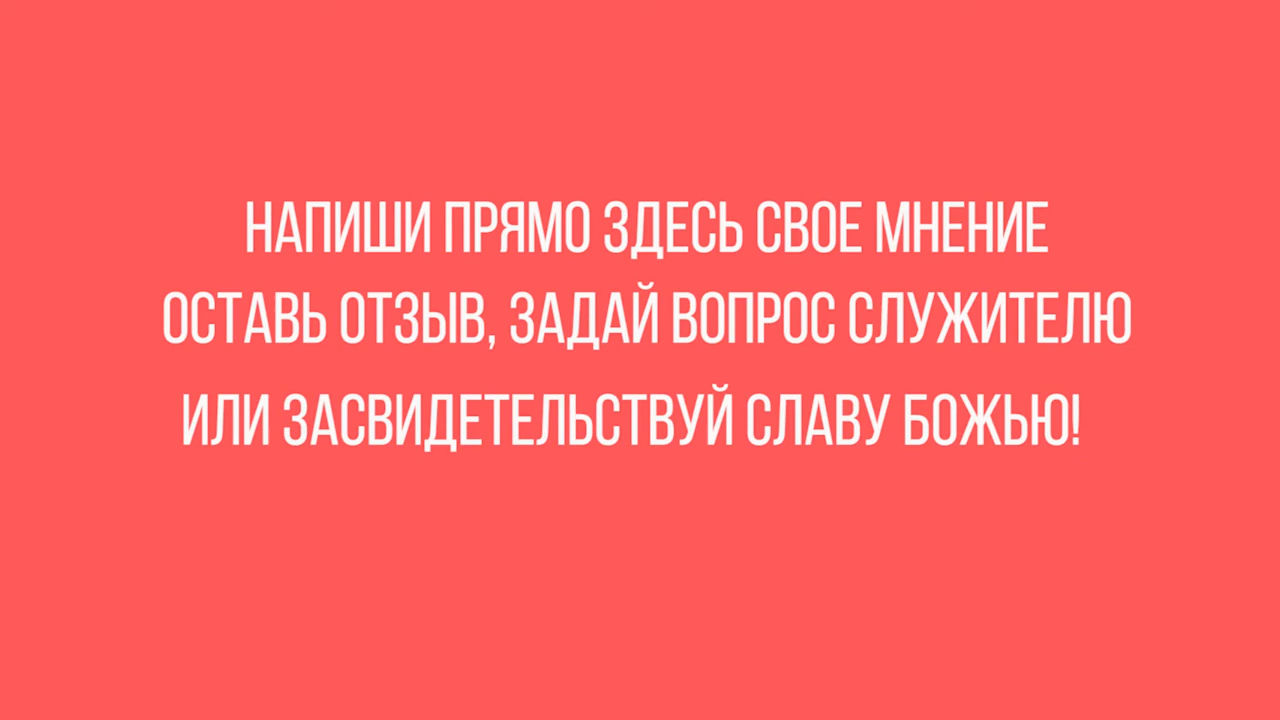 НАПИШИ ПРЯМО ЗДЕСЬ СВОЕ МНЕНИЕ
ОСТАВЬ ОТЗЫВ, ЗАДАЙ ВОПРОС СЛУЖИТЕЛЮ
ИЛИ ЗАСВИДЕТЕЛЬСТВУЙ СЛАВУ БОЖЬЮ!